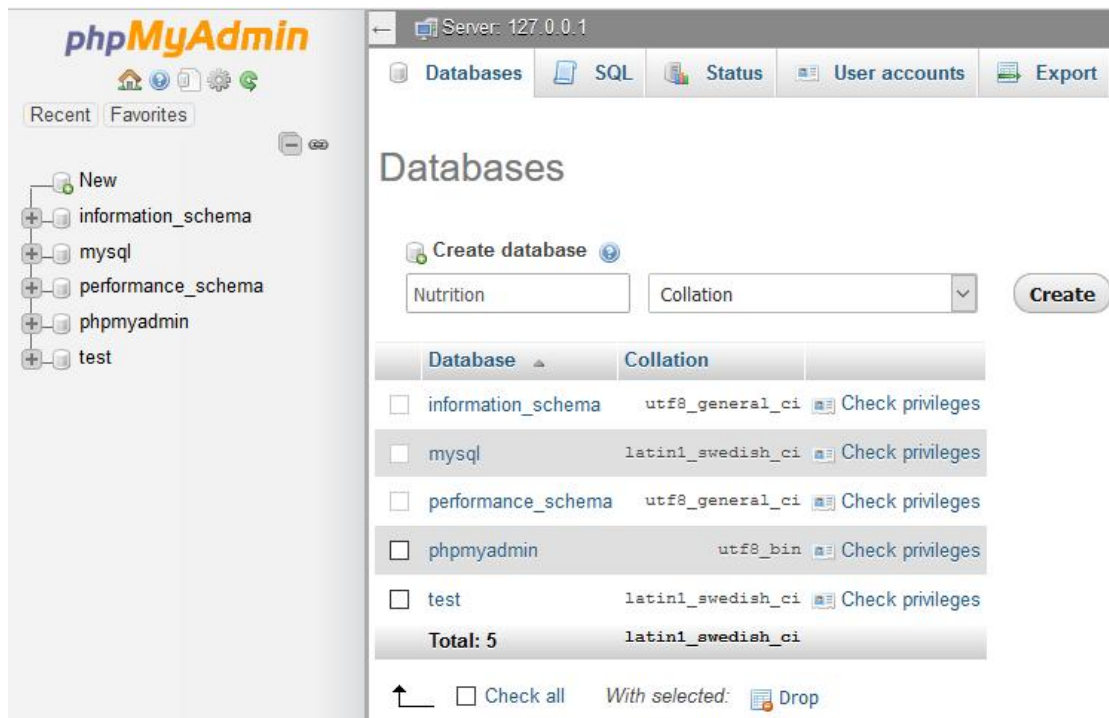 phpMyAdmin
Recent Favorites
New
information_schema
mysql
performance_schema
phpmyadmin
test
Server: 127.0.0.1
Databases SQL Status User accounts Export
Databases
Create database
Nutrition Collation Create
Database Collation
information_schema utf8_general_ci Check privileges
mysql latin1_swedish_ci Check privileges
performance_schema utf8_general_ci Check privileges
phpmyadmin utf8_bin Check privileges
test latin1_swedish_ci Check privileges
Total: 5 latin1_swedish_ci
Check all With selected: Drop